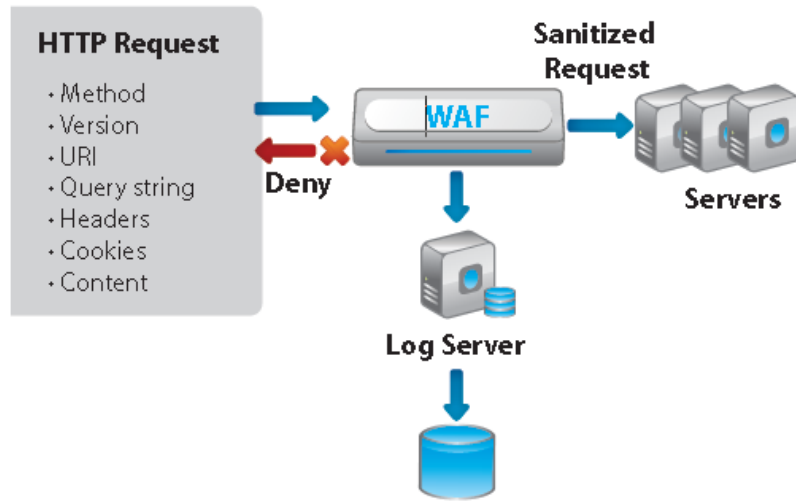 HTTP Request
• Method
• Version
• URI
• Query string
• Headers
• Cookies
• Content
Deny
WAF
Sanitized
Request
Servers
Log Server